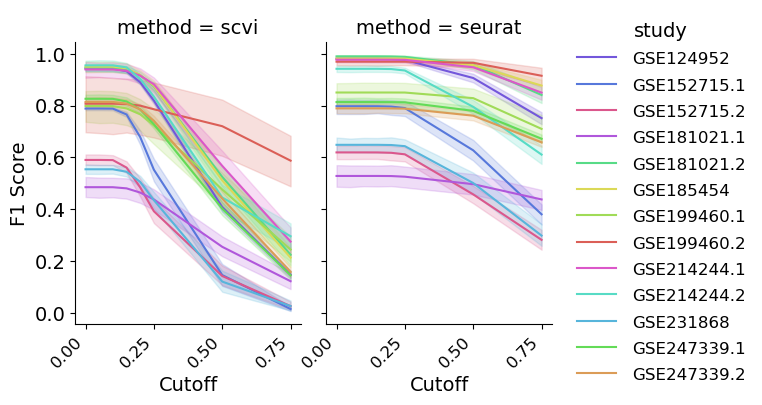 method = scvi
method = seurat
study
F1 Score
1.0
0.8
0.6
0.4
0.2
0.0
0.00
0.25
0.50
0.75
0.00
0.25
0.50
0.75
Cutoff
Cutoff
GSE124952
GSE152715.1
GSE152715.2
GSE181021.1
GSE181021.2
GSE185454
GSE199460.1
GSE199460.2
GSE214244.1
GSE214244.2
GSE231868
GSE247339.1
GSE247339.2